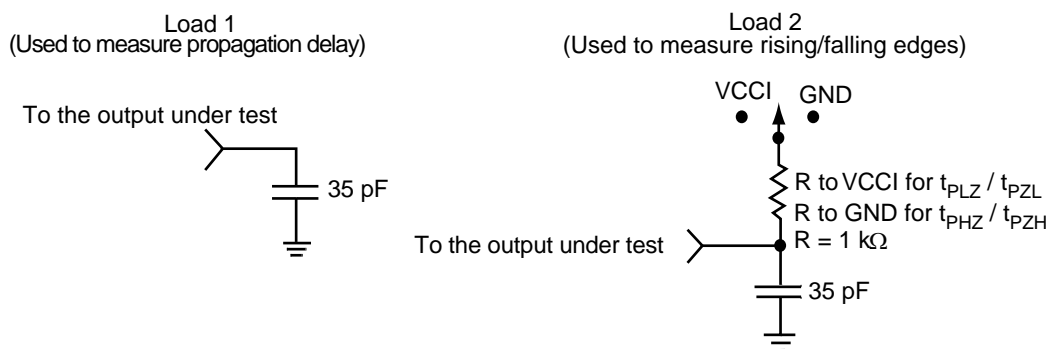 Load 1
(Used to measure propagation delay)
To the output under test
35 pF
Load 2
(Used to measure rising/falling edges)
VCCI
GND
R to VCCI for tPLZ / tPZL
R to GND for tPHZ / tPZH
R = 1 kΩ
To the output under test
35 pF